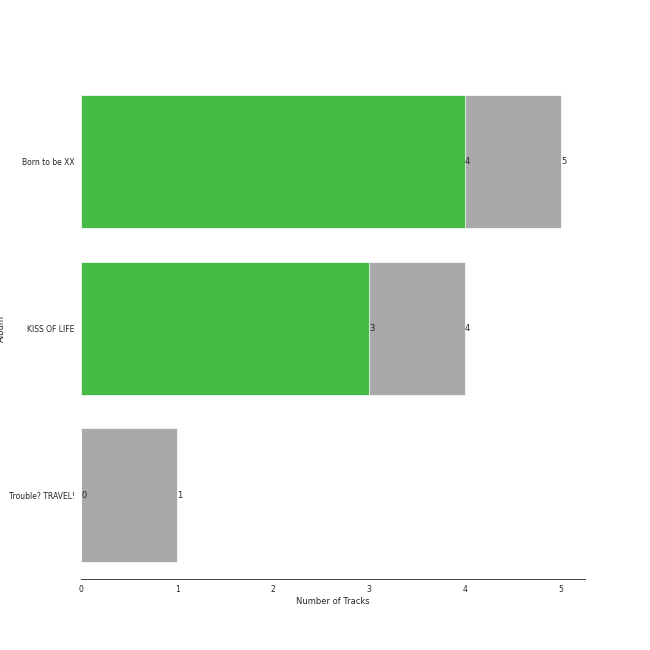 Born to be XX
4
5
KISS OF LIFE
3
4
Album
Trouble? TRAVEL!
0
1
0 1 2 3 4 5
Number of Tracks